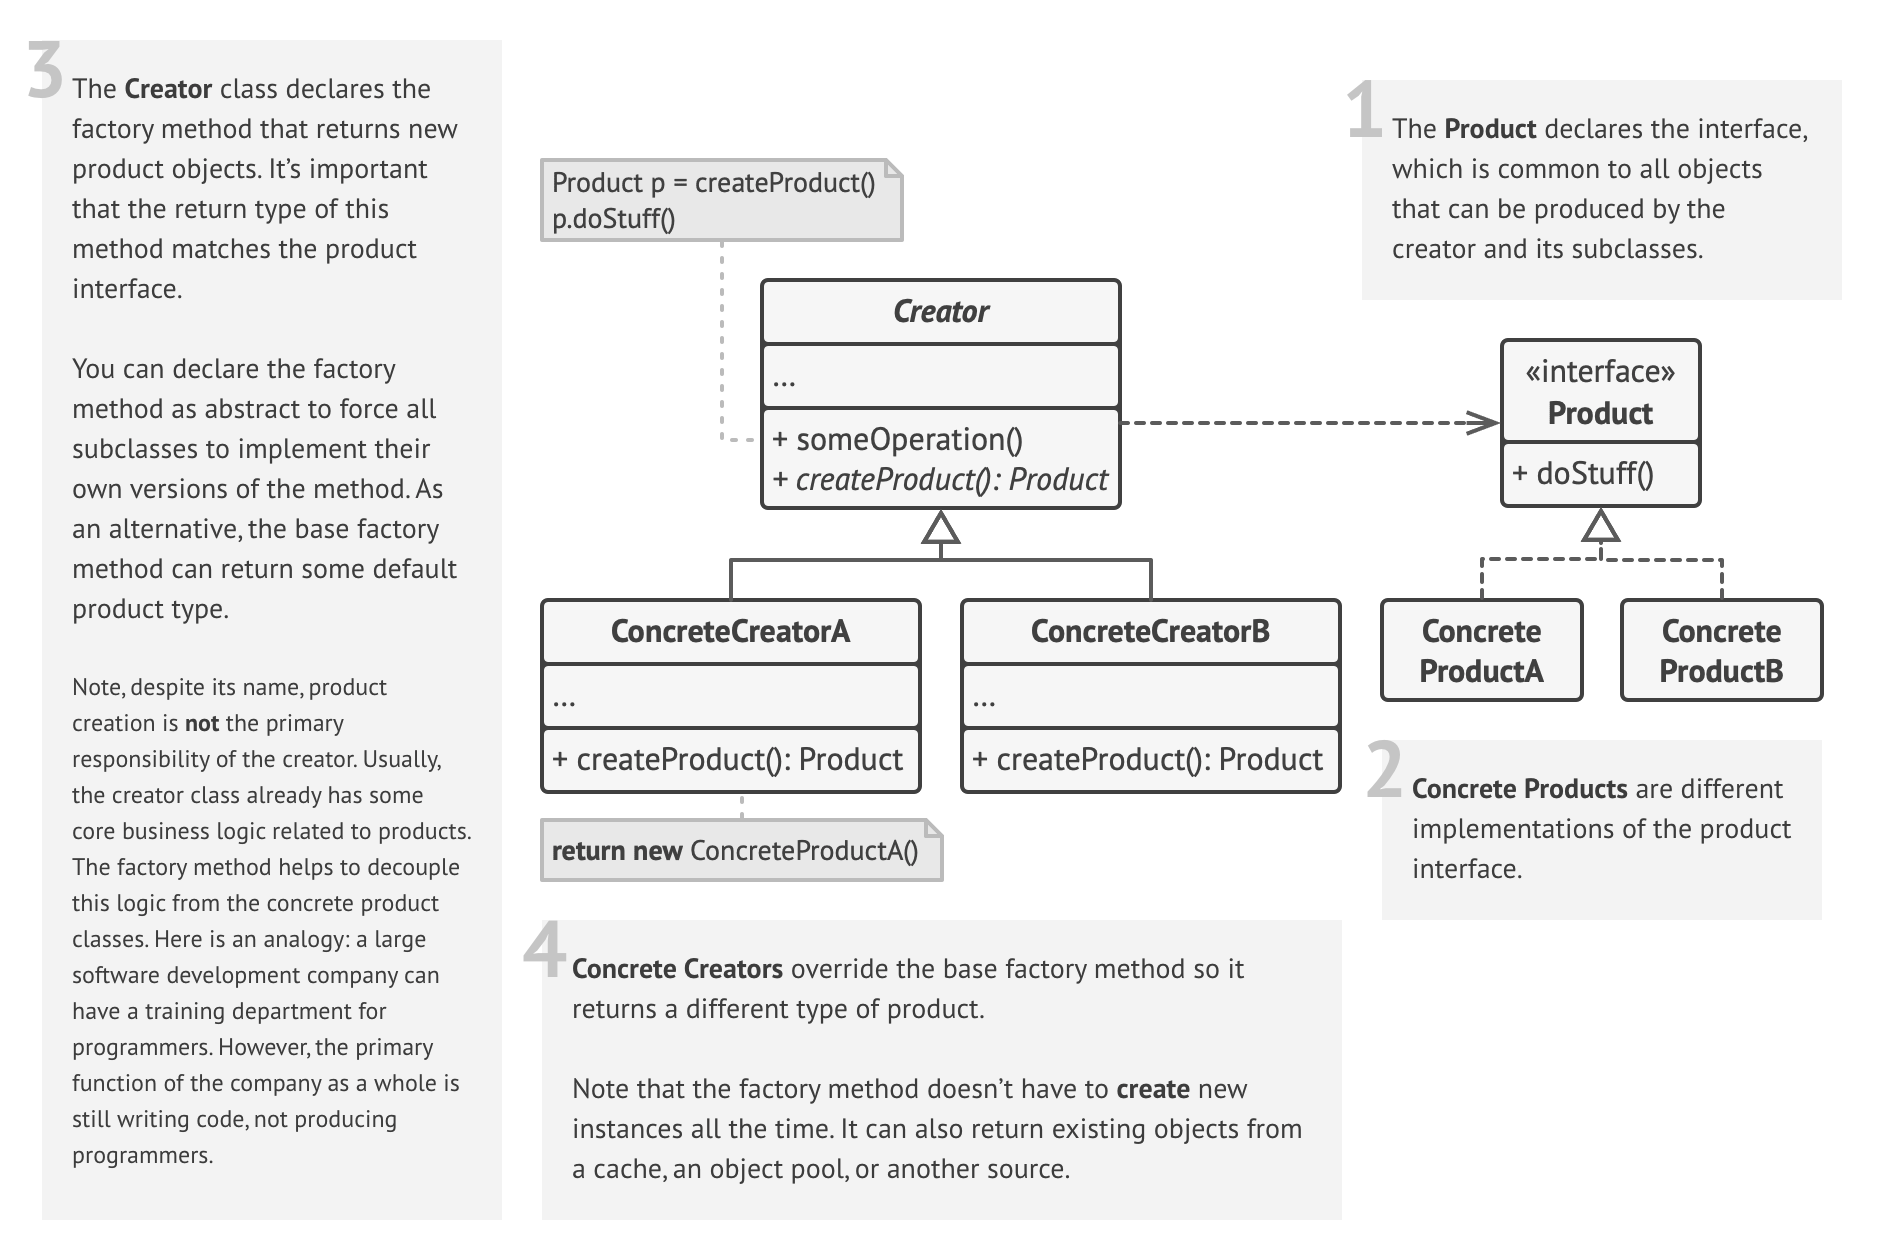 3
The Creator class declares the
factory method that returns new
product objects. It’s important
that the return type of this
method matches the product
interface.
You can declare the factory
method as abstract to force all
subclasses to implement their
own versions of the method. As
an alternative, the base factory
method can return some default
product type.
Note, despite its name, product
creation is not the primary
responsibility of the creator. Usually,
the creator class already has some
core business logic related to products.
The factory method helps to decouple
this logic from the concrete product
classes. Here is an analogy: a large
software development company can
have a training department for
programmers. However, the primary
function of the company as a whole is
still writing code, not producing
programmers.
Product p = createProduct()
p.doStuff()
Creator
...
+ someOperation()
+ createProduct(): Product
ConcreteCreatorA
...
+ createProduct(): Product
return new ConcreteProductA()
ConcreteCreatorB
...
+ createProduct(): Product
1
The Product declares the interface,
which is common to all objects
that can be produced by the
creator and its subclasses.
«interface»
Product
+ doStuff()
Concrete
ProductA
Concrete
ProductB
2
Concrete Products are different
implementations of the product
interface.
4
Concrete Creators override the base factory method so it
returns a different type of product.
Note that the factory method doesn’t have to create new
instances all the time. It can also return existing objects from
a cache, an object pool, or another source.